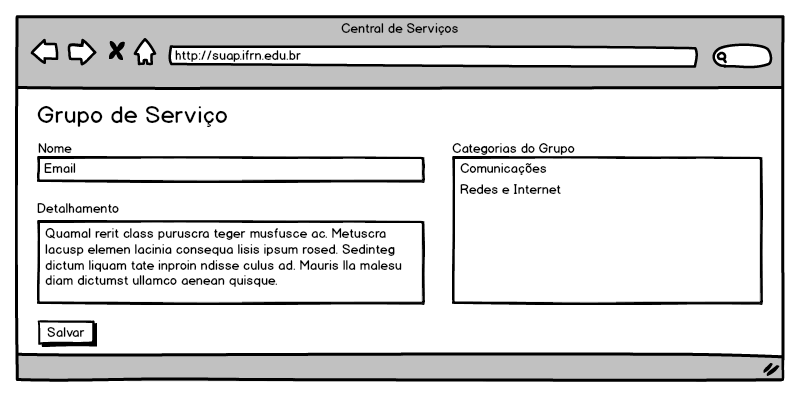 Central de Serviços
http://suap.ifrn.edu.br
Grupo de Serviço
Nome
Email
Detalhamento
Quamal rerit class puruscra teger musfusce ac. Metuscra
lacusp elemen lacinia consequa lisis ipsum rosed. Sedinteg
dictum liquam tate inproin ndisse culus ad. Mauris lla malesu
diam dictumst ullamco aenean quisque.
Categorias do Grupo
Comunicações
Redes e Internet
Salvar